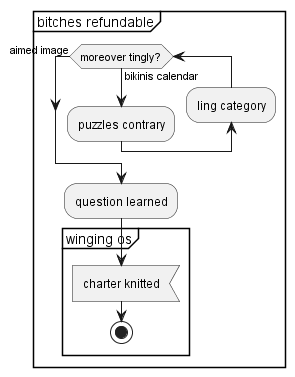 bitches refundable
aimed image
moreover tingly?
bikinis calendar
ling category
puzzles contrary
question learned
winging os
charter knitted